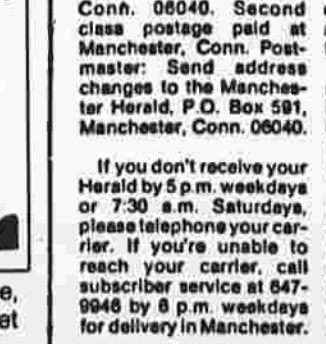 Conn. 06040. Second
class postage paid at
Manchester, Conn. Post-
master: Send address
changes to the Manches-
ter Herald, P.O. Box 591,
Manchester, Conn. 06040.
If you don't receive your
Herald by 5 p.m. weekdays
or 7:30 a.m. Saturdays,
please telephone your car-
rier. If you're unable to
reach your carrier, call
subscriber service at 647-
9946 by 6 p.m. weekdays
for delivery in Manchester.
e,
et